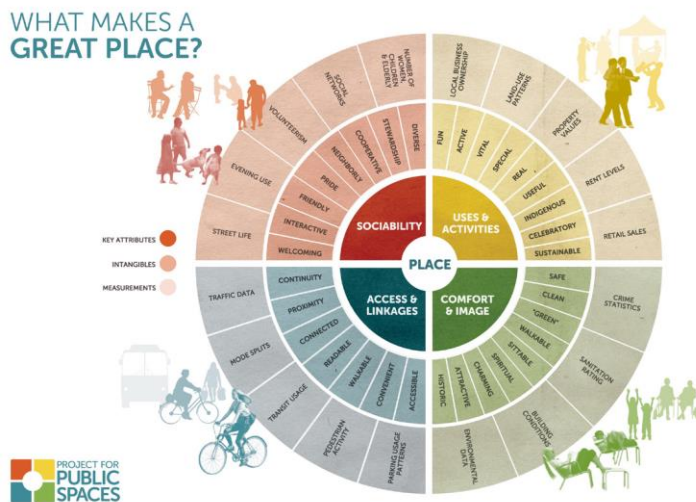 WHAT MAKES A
GREAT PLACE?
KEY ATTRIBUTES
INTANGIBLES
MEASUREMENTS
PLACE
SOCIABILITY
DIVERSE
STEWARDSHIP
COOPERATIVE
NEIGHBORLY
PRIDE
FRIENDLY
INTERACTIVE
WELCOMING
NUMBER OF
WOMEN,
CHILDREN
& ELDERLY
SOCIAL
NETWORKS
VOLUNTEERISM
EVENING USE
STREET LIFE
USES &
ACTIVITIES
FUN
ACTIVE
VITAL
SPECIAL
REAL
USEFUL
INDIGENOUS
CELEBRATORY
SUSTAINABLE
LOCAL BUSINESS
OWNERSHIP
LAND-USE
PATTERNS
PROPERTY
VALUES
RENT LEVELS
RETAIL SALES
ACCESS &
LINKAGES
CONTINUITY
PROXIMITY
CONNECTED
READABLE
WALKABLE
CONVENIENT
ACCESSIBLE
TRAFFIC DATA
MODE SPLITS
TRANSIT USAGE
PEDESTRIAN
ACTIVITY
PARKING USAGE
PATTERNS
COMFORT
& IMAGE
SAFE
CLEAN
"GREEN"
WALKABLE
SITTABLE
SPIRITUAL
CHARMING
ATTRACTIVE
HISTORIC
CRIME
STATISTICS
SANITATION
RATING
BUILDING
CONDITIONS
ENVIRONMENTAL
DATA
PROJECT FOR
PUBLIC
SPACES